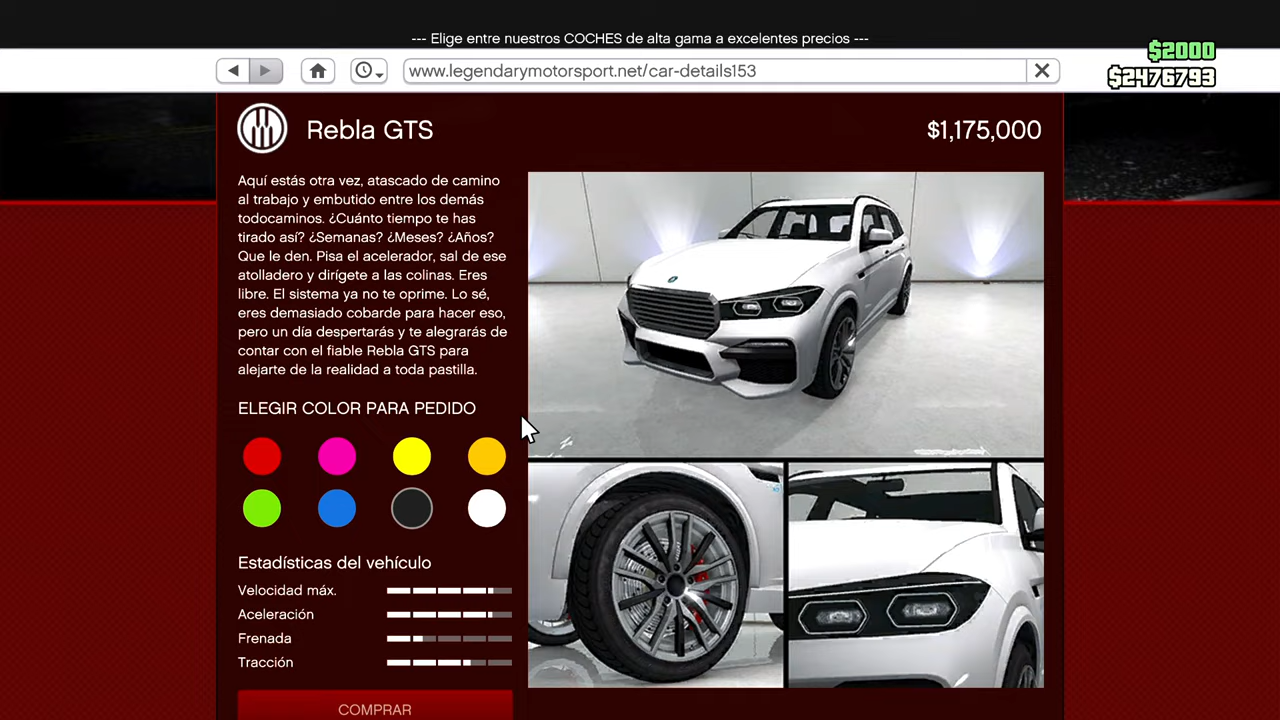 --- Elige entre nuestros COCHES de alta gama a excelentes precios ---
$2000
www.legendarymotorsport.net/car-details153
$2476793
Rebla GTS
$1,175,000
Aquí estás otra vez, atascado de camino
al trabajo y embutido entre los demás
todocaminos. ¿Cuánto tiempo te has
tirado así? ¿Semanas? ¿Meses? ¿Años?
Que le den. Pisa el acelerador, sal de ese
atolladero y dirígete a las colinas. Eres
libre. El sistema ya no te oprime. Lo sé,
eres demasiado cobarde para hacer eso,
pero un día despertarás y te alegrarás de
contar con el fiable Rebla GTS para
alejarte de la realidad a toda pastilla.
ELEGIR COLOR PARA PEDIDO
Estadísticas del vehículo
Velocidad máx.
Aceleración
Frenada
Tracción
COMPRAR